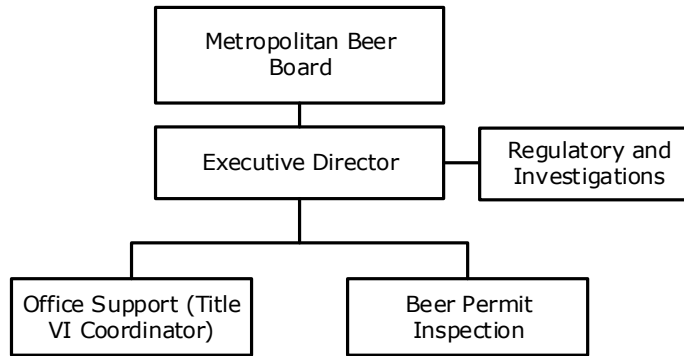 Metropolitan Beer
Board
Executive Director
Regulatory and
Investigations
Office Support (Title
VI Coordinator)
Beer Permit
Inspection